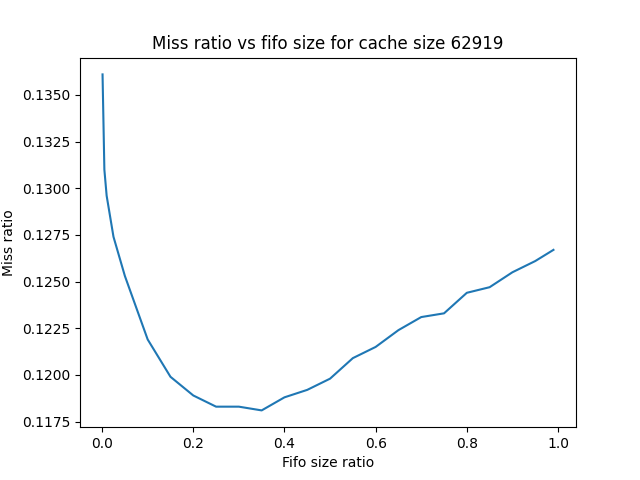 Miss ratio vs fifo size for cache size 62919
0.1350
0.1325
0.1300
0.1275
0.1250
0.1225
0.1200
0.1175
Miss ratio
0.0 0.2 0.4 0.6 0.8 1.0
Fifo size ratio